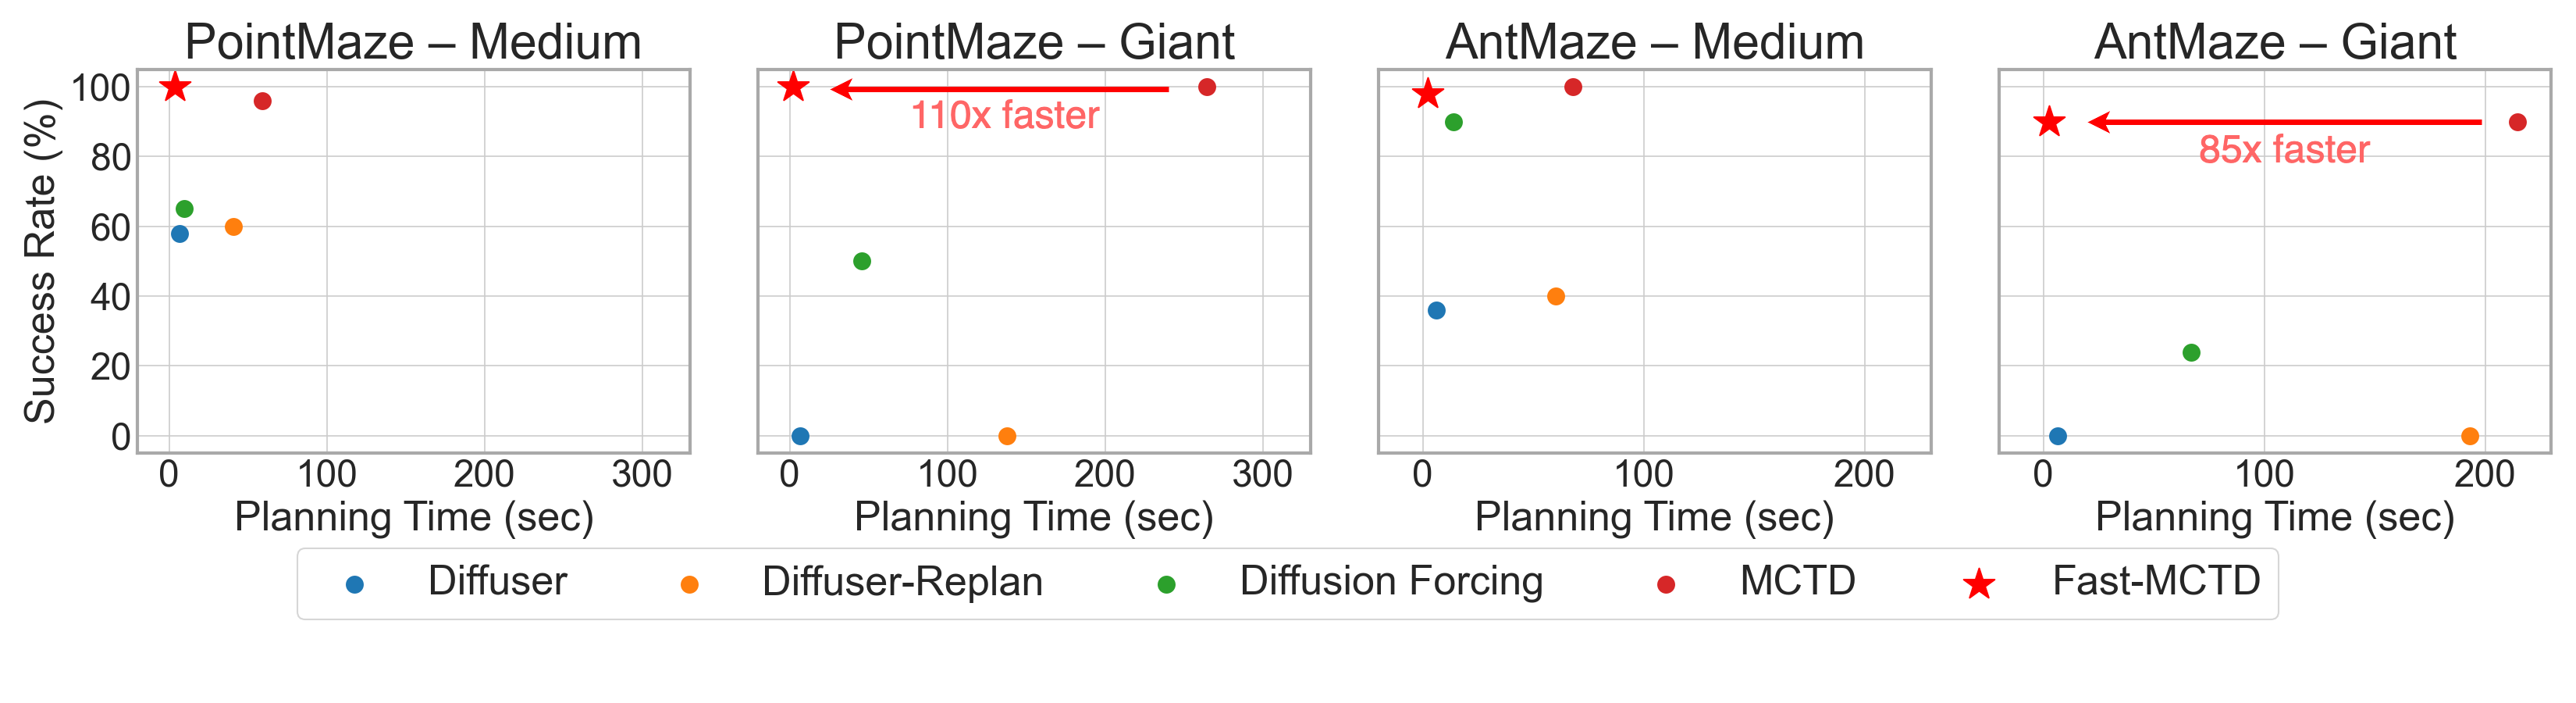 PointMaze – Medium
PointMaze – Giant
AntMaze – Medium
AntMaze – Giant
Success Rate (%)
100
80
60
40
20
0
110x faster
85x faster
0 100 200 300
0 100 200 300
0 100 200
0 100 200
Planning Time (sec)
Planning Time (sec)
Planning Time (sec)
Planning Time (sec)
Diffuser
Diffuser-Replan
Diffusion Forcing
MCTD
Fast-MCTD